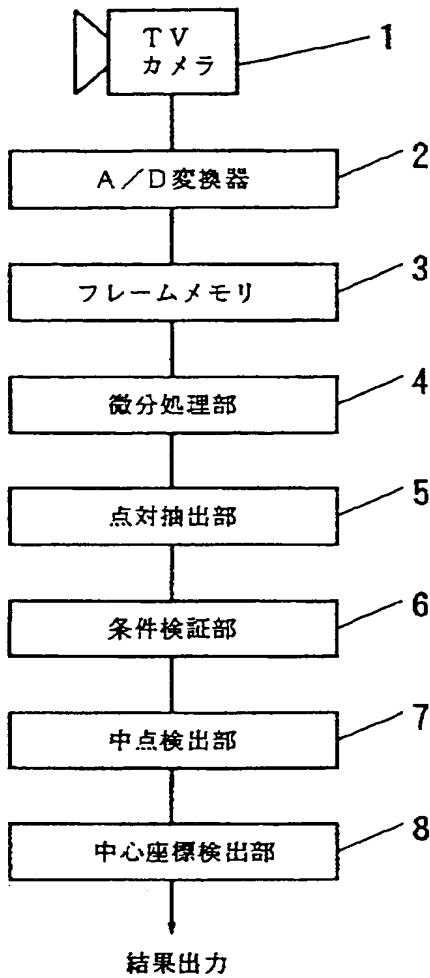 TV
カメラ
1
A/D変換器
2
フレームメモリ
3
微分処理部
4
点対抽出部
5
条件検証部
6
中点検出部
7
中心座標検出部
8
結果出力